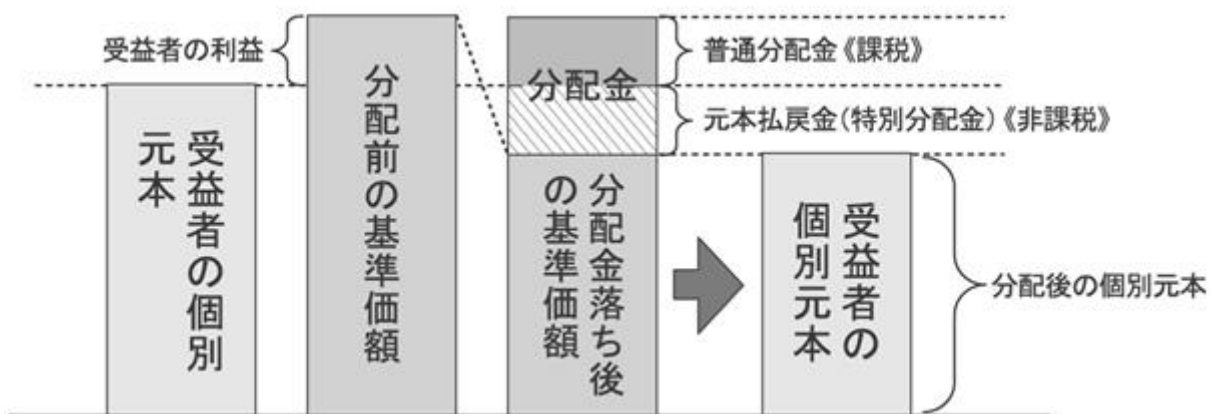 受益者の利益
受益者の個別
元本
分配前の基準価額
分配金
分配金落ち後
の基準価額
普通分配金《課税》
元本払戻金(特別分配金)《非課税》
受益者の
個別元本
分配後の個別元本